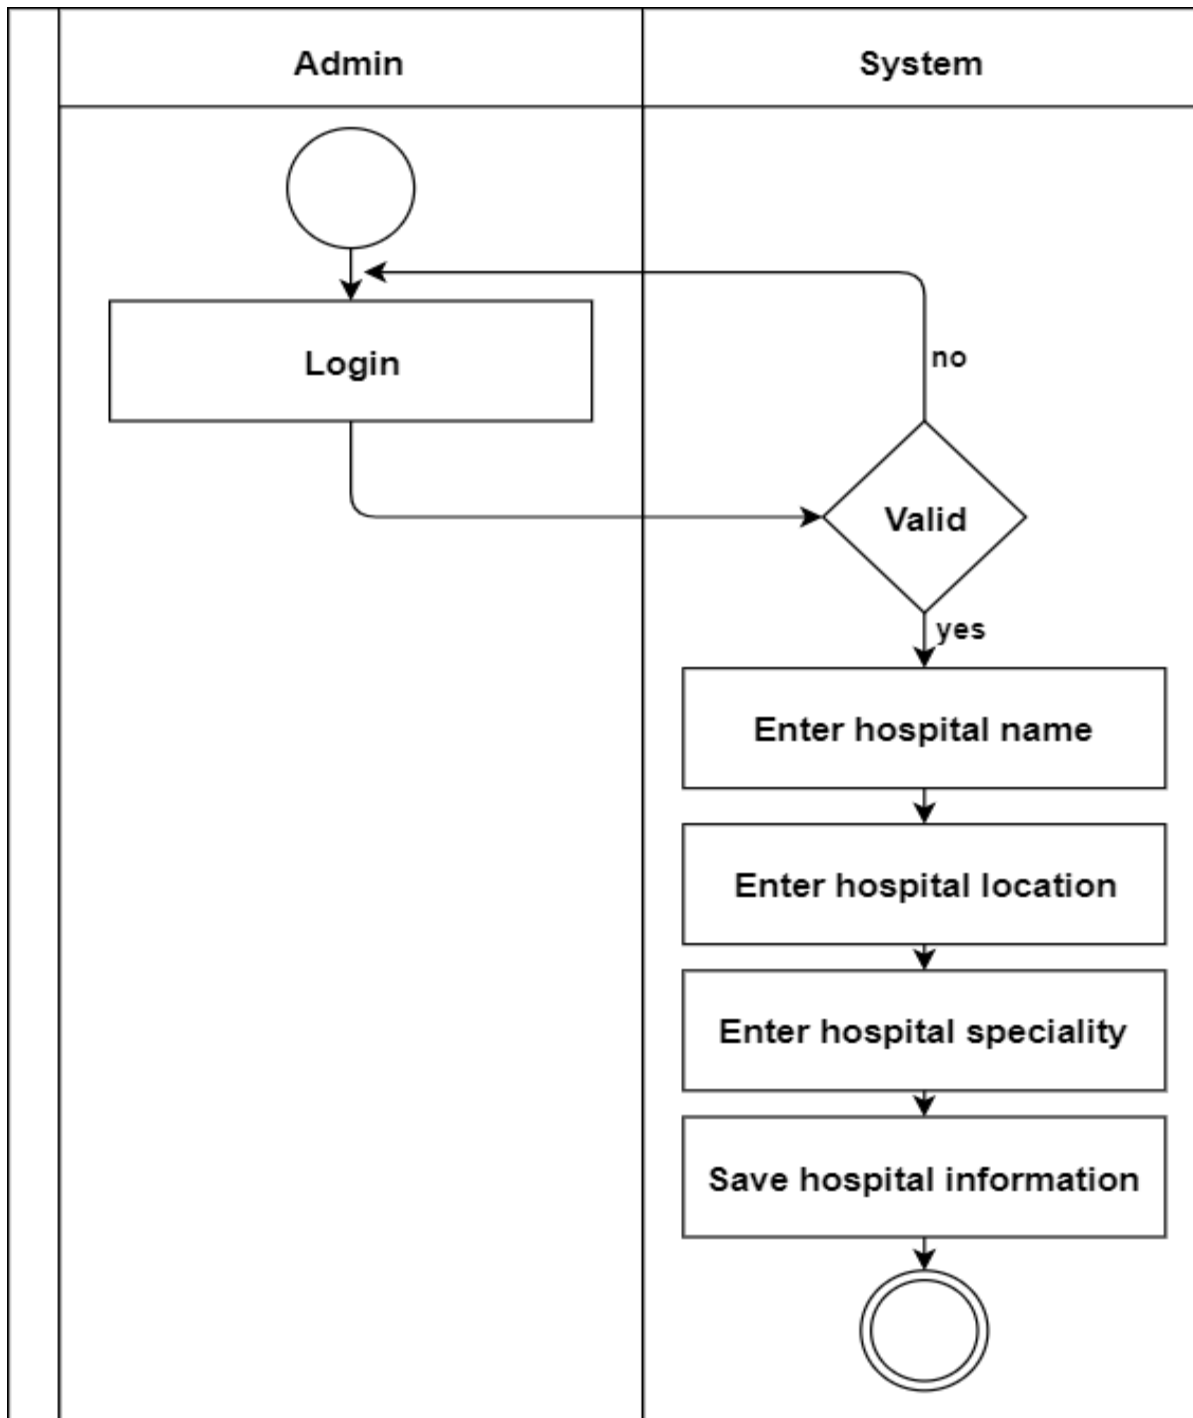 Admin
System
Login
no
Valid
yes
Enter hospital name
Enter hospital location
Enter hospital speciality
Save hospital information